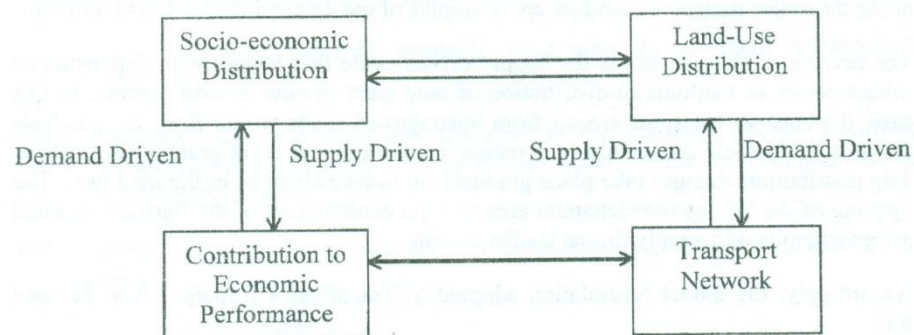 Socio-economic
Distribution
Land-Use
Distribution
Demand Driven
Supply Driven
Supply Driven
Demand Driven
Contribution to
Economic
Performance
Transport
Network